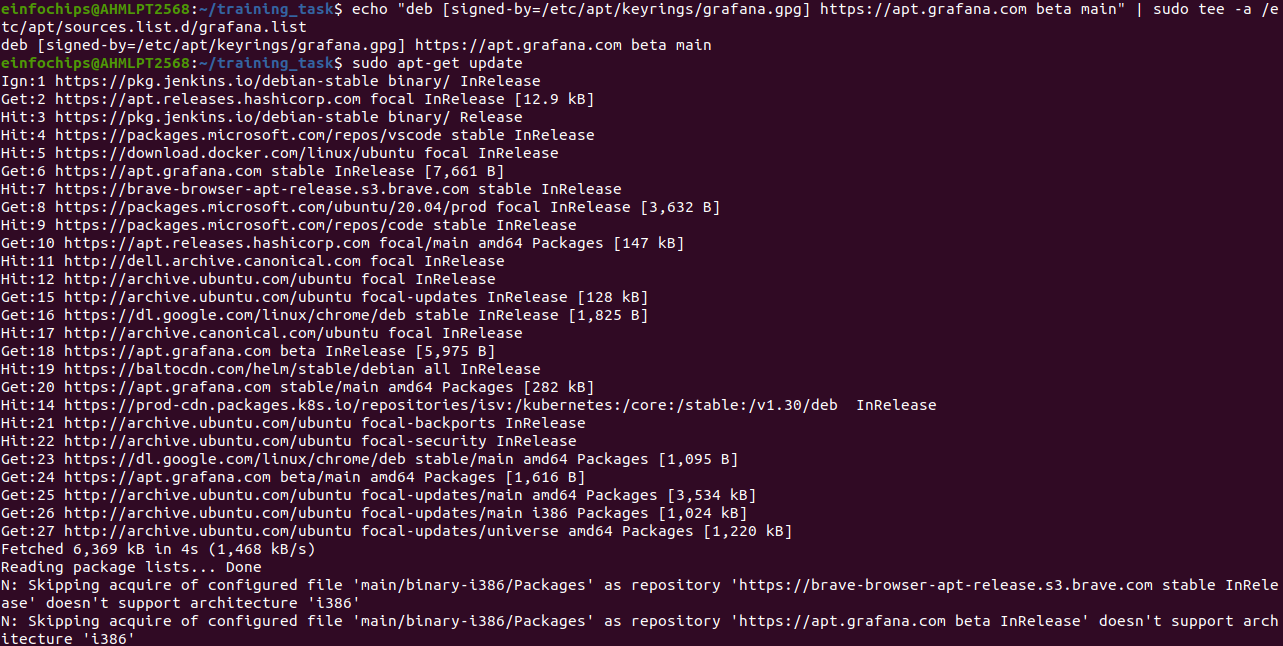 einfochips@AHMLPT2568:~/training_task$ echo "deb [signed-by=/etc/apt/keyrings/grafana.gpg] https://apt.grafana.com beta main" | sudo tee -a /e
tc/apt/sources.list.d/grafana.list
deb [signed-by=/etc/apt/keyrings/grafana.gpg] https://apt.grafana.com beta main
einfochips@AHMLPT2568:~/training_task$ sudo apt-get update
Ign:1 https://pkg.jenkins.io/debian-stable binary/ InRelease
Get:2 https://apt.releases.hashicorp.com focal InRelease [12.9 kB]
Hit:3 https://pkg.jenkins.io/debian-stable binary/ Release
Hit:4 https://packages.microsoft.com/repos/vscode stable InRelease
Hit:5 https://download.docker.com/linux/ubuntu focal InRelease
Get:6 https://apt.grafana.com stable InRelease [7,661 B]
Hit:7 https://brave-browser-apt-release.s3.brave.com stable InRelease
Get:8 https://packages.microsoft.com/ubuntu/20.04/prod focal InRelease [3,632 B]
Hit:9 https://packages.microsoft.com/repos/code stable InRelease
Get:10 https://apt.releases.hashicorp.com focal/main amd64 Packages [147 kB]
Hit:11 http://dell.archive.canonical.com focal InRelease
Hit:12 http://archive.ubuntu.com/ubuntu focal InRelease
Get:15 http://archive.ubuntu.com/ubuntu focal-updates InRelease [128 kB]
Get:16 https://dl.google.com/linux/chrome/deb stable InRelease [1,825 B]
Hit:17 http://archive.canonical.com/ubuntu focal InRelease
Get:18 https://apt.grafana.com beta InRelease [5,975 B]
Hit:19 https://baltocdn.com/helm/stable/debian all InRelease
Get:20 https://apt.grafana.com stable/main amd64 Packages [282 kB]
Hit:14 https://prod-cdn.packages.k8s.io/repositories/isv:/kubernetes:/core:/stable:/v1.30/deb  InRelease
Hit:21 http://archive.ubuntu.com/ubuntu focal-backports InRelease
Hit:22 http://archive.ubuntu.com/ubuntu focal-security InRelease
Get:23 https://dl.google.com/linux/chrome/deb stable/main amd64 Packages [1,095 B]
Get:24 https://apt.grafana.com beta/main amd64 Packages [1,616 B]
Get:25 http://archive.ubuntu.com/ubuntu focal-updates/main amd64 Packages [3,534 kB]
Get:26 http://archive.ubuntu.com/ubuntu focal-updates/main i386 Packages [1,024 kB]
Get:27 http://archive.ubuntu.com/ubuntu focal-updates/universe amd64 Packages [1,220 kB]
Fetched 6,369 kB in 4s (1,468 kB/s)
Reading package lists... Done
N: Skipping acquire of configured file 'main/binary-i386/Packages' as repository 'https://brave-browser-apt-release.s3.brave.com stable InRele
ase' doesn't support architecture 'i386'
N: Skipping acquire of configured file 'main/binary-i386/Packages' as repository 'https://apt.grafana.com beta InRelease' doesn't support arch
itecture 'i386'